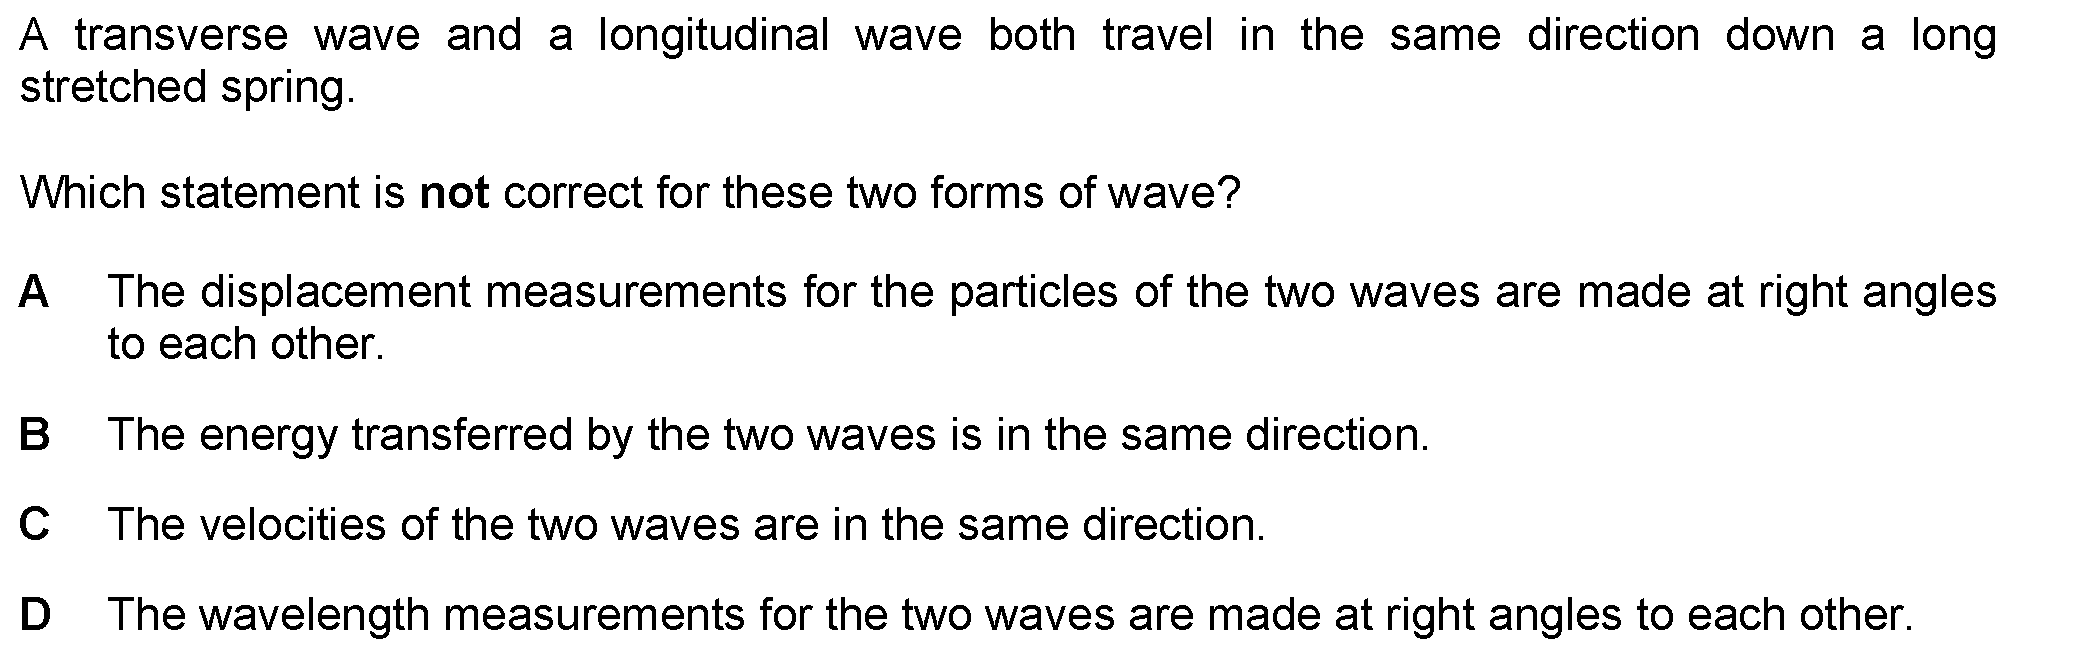 A transverse wave and a longitudinal wave both travel in the same direction down a long
stretched spring.
Which statement is not correct for these two forms of wave?
A The displacement measurements for the particles of the two waves are made at right angles
to each other.
B The energy transferred by the two waves is in the same direction.
C The velocities of the two waves are in the same direction.
D The wavelength measurements for the two waves are made at right angles to each other.